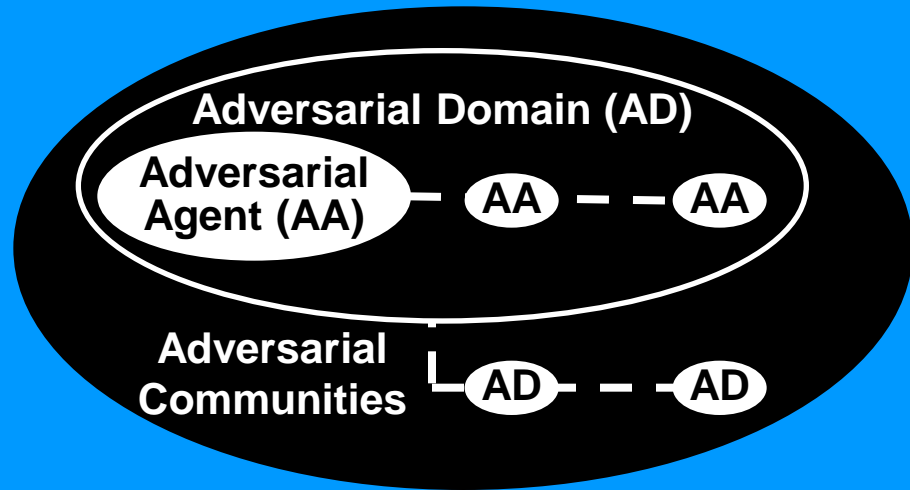 Adversarial Domain (AD)
Adversarial
Agent (AA)
AA
AA
Adversarial
Communities
AD
AD